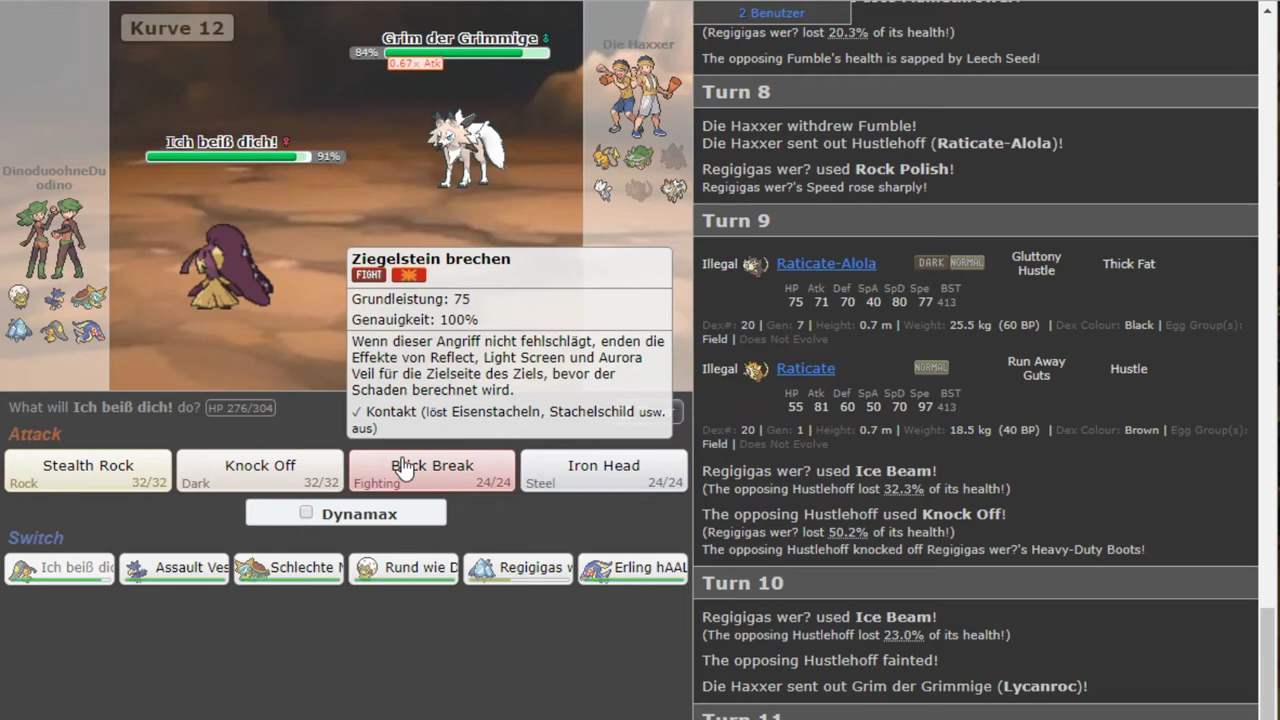 Kurve 12
Grim der Grimmige
84%
0.67× Atk
Die Haxxer
Ich beiß dich!
91%
DinoduoohneDu
odino
Ziegelstein brechen
FIGHT
Grundleistung: 75
Genauigkeit: 100%
Wenn dieser Angriff nicht fehlschlägt, enden die
Effekte von Reflect, Light Screen und Aurora
Veil für die Zielseite des Ziels, bevor der
Schaden berechnet wird.
✓ Kontakt (löst Eisenstacheln, Stachelschild usw.
aus)
What will Ich beiß dich! do? HP 276/304
Attack
Stealth Rock
Rock 32/32
Knock Off
Dark 32/32
Brick Break
Fighting 24/24
Iron Head
Steel 24/24
Dynamax
Switch
Ich beiß dic
Assault Ves
Schlechte N
Rund wie D
Regigigas w
Erling hAAL
2 Benutzer
(Regigigas wer? lost 20.3% of its health!)
The opposing Fumble's health is sapped by Leech Seed!
Turn 8
Die Haxxer withdrew Fumble!
Die Haxxer sent out Hustlehoff (Raticate-Alola)!
Regigigas wer? used Rock Polish!
Regigigas wer?'s Speed rose sharply!
Turn 9
Illegal Raticate-Alola DARK NORMAL Gluttony Hustle Thick Fat
HP Atk Def SpA SpD Spe BST
75 71 70 40 80 77 413
Dex#: 20 | Gen: 7 | Height: 0.7 m | Weight: 25.5 kg (60 BP) | Dex Colour: Black | Egg Group(s):
Field | Does Not Evolve
Illegal Raticate NORMAL Run Away Guts Hustle
HP Atk Def SpA SpD Spe BST
55 81 60 50 70 97 413
Dex#: 20 | Gen: 1 | Height: 0.7 m | Weight: 18.5 kg (40 BP) | Dex Colour: Brown | Egg Group(s):
Field | Does Not Evolve
Regigigas wer? used Ice Beam!
(The opposing Hustlehoff lost 32.3% of its health!)
The opposing Hustlehoff used Knock Off!
(Regigigas wer? lost 50.2% of its health!)
The opposing Hustlehoff knocked off Regigigas wer?'s Heavy-Duty Boots!
Turn 10
Regigigas wer? used Ice Beam!
(The opposing Hustlehoff lost 23.0% of its health!)
The opposing Hustlehoff fainted!
Die Haxxer sent out Grim der Grimmige (Lycanroc)!
Turn 11